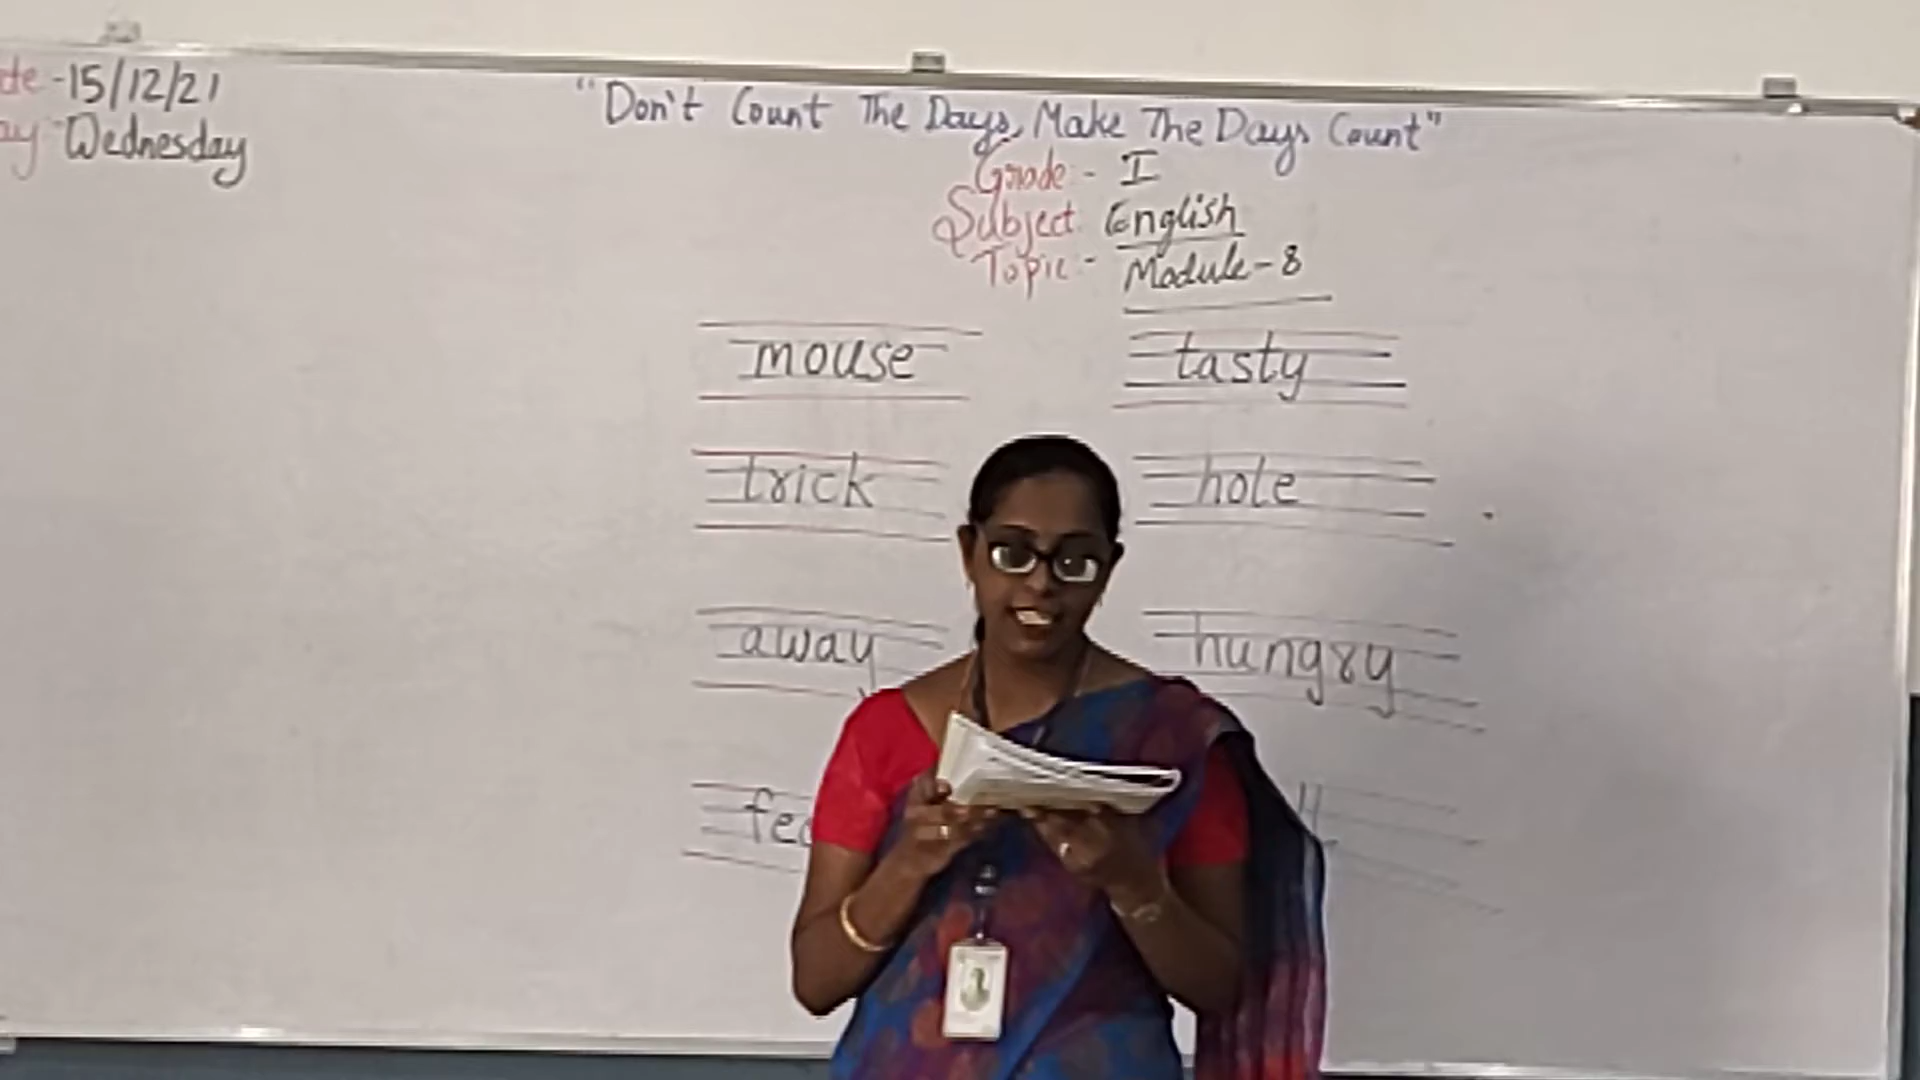 -15/12/21
Wednesday
"Don't Count The Days, Make The Days Count"
Grade:- I
Subject: English
Topic:- Module-8
mouse
tasty
trick
hole
away
hungry